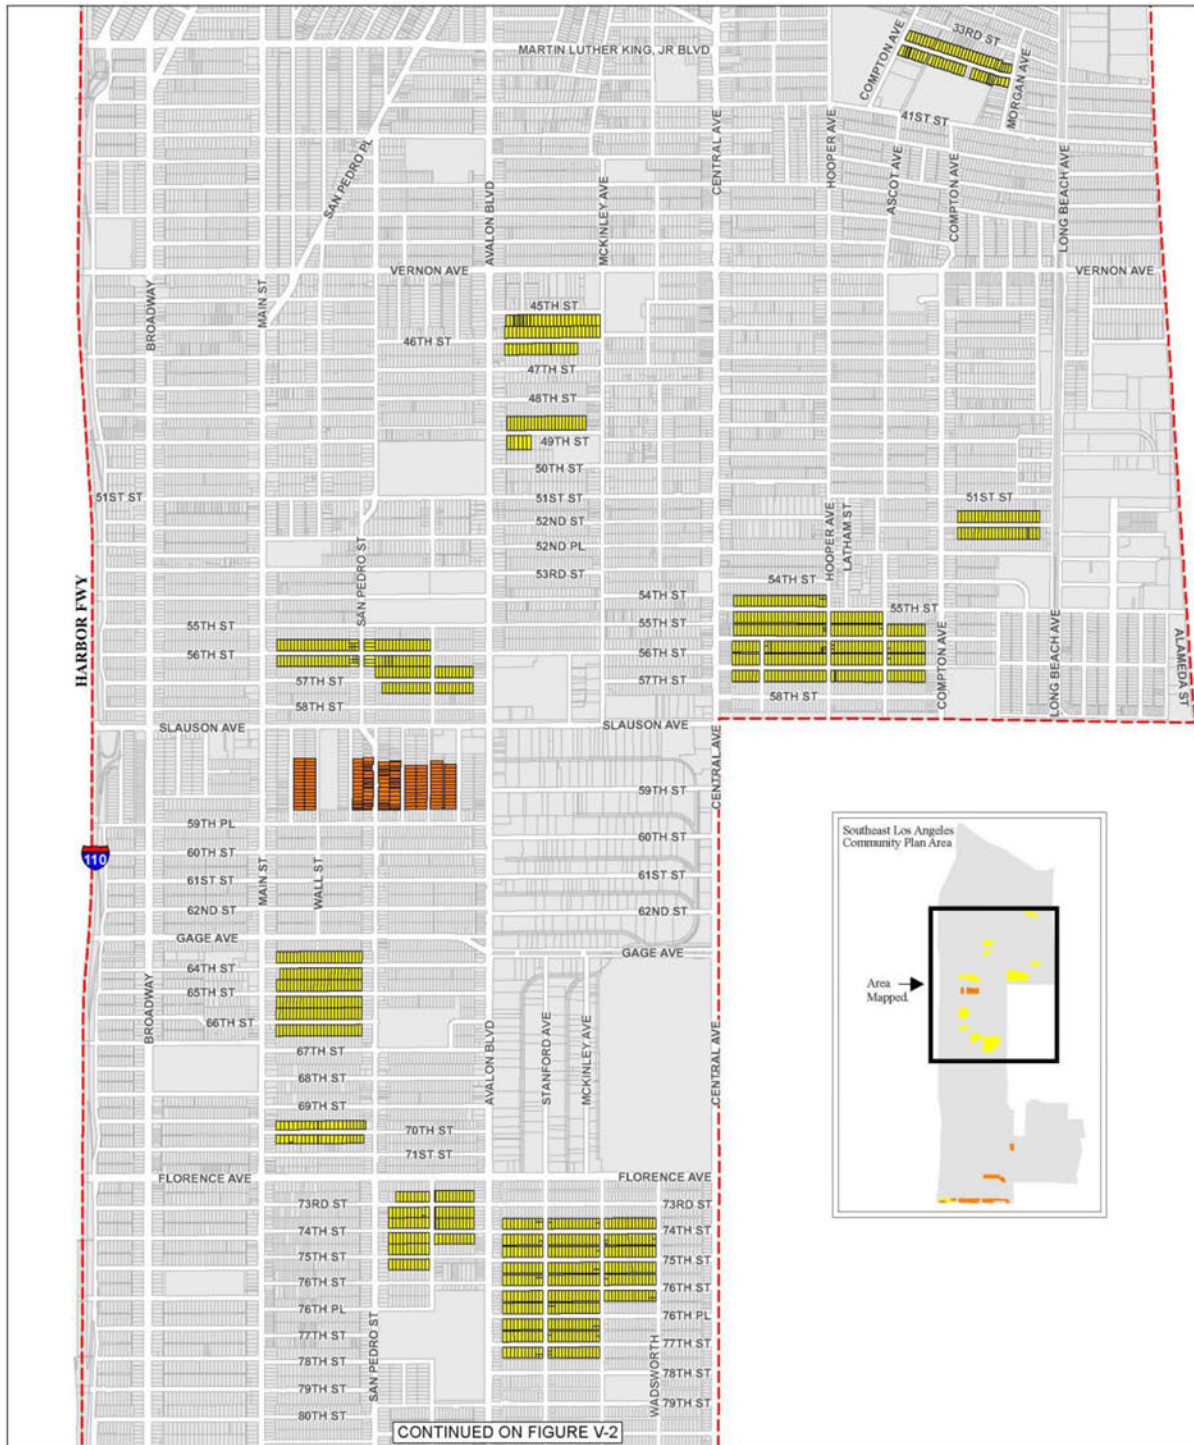 33RD ST
MARTIN LUTHER KING, JR BLVD
COMPTON AVE
MORGAN AVE
41ST ST
SAN PEDRO PL
AVALON BLVD
MCKINLEY AVE
CENTRAL AVE
HOOPER AVE
ASCOT AVE
COMPTON AVE
LONG BEACH AVE
VERNON AVE
VERNON AVE
BROADWAY
MAIN ST
45TH ST
46TH ST
47TH ST
48TH ST
49TH ST
50TH ST
51ST ST
51ST ST
51ST ST
52ND ST
52ND PL
53RD ST
SAN PEDRO ST
HOOPER AVE
LATHAM ST
54TH ST
54TH ST
55TH ST
55TH ST
55TH ST
56TH ST
56TH ST
57TH ST
57TH ST
58TH ST
58TH ST
HARBOR FWY
COMPTON AVE
LONG BEACH AVE
ALAMEDA ST
SLAUSON AVE
SLAUSON AVE
CENTRAL AVE
59TH ST
59TH PL
60TH ST
60TH ST
110
61ST ST
61ST ST
MAIN ST
WALL ST
62ND ST
62ND ST
GAGE AVE
GAGE AVE
64TH ST
65TH ST
66TH ST
BROADWAY
67TH ST
68TH ST
69TH ST
70TH ST
71ST ST
AVALON BLVD
STANFORD AVE
MCKINLEY AVE
CENTRAL AVE
FLORENCE AVE
FLORENCE AVE
73RD ST
73RD ST
74TH ST
74TH ST
75TH ST
75TH ST
76TH ST
76TH ST
76TH PL
76TH PL
77TH ST
77TH ST
78TH ST
78TH ST
79TH ST
79TH ST
80TH ST
SAN PEDRO ST
WADSWORTH
CONTINUED ON FIGURE V-2
Southeast Los Angeles
Community Plan Area
Area
Mapped.